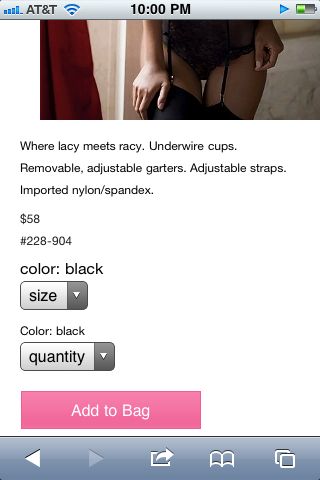 AT&T 10:00 PM
Where lacy meets racy. Underwire cups.
Removable, adjustable garters. Adjustable straps.
Imported nylon/spandex.
$58
#228-904
color: black
size
Color: black
quantity
Add to Bag